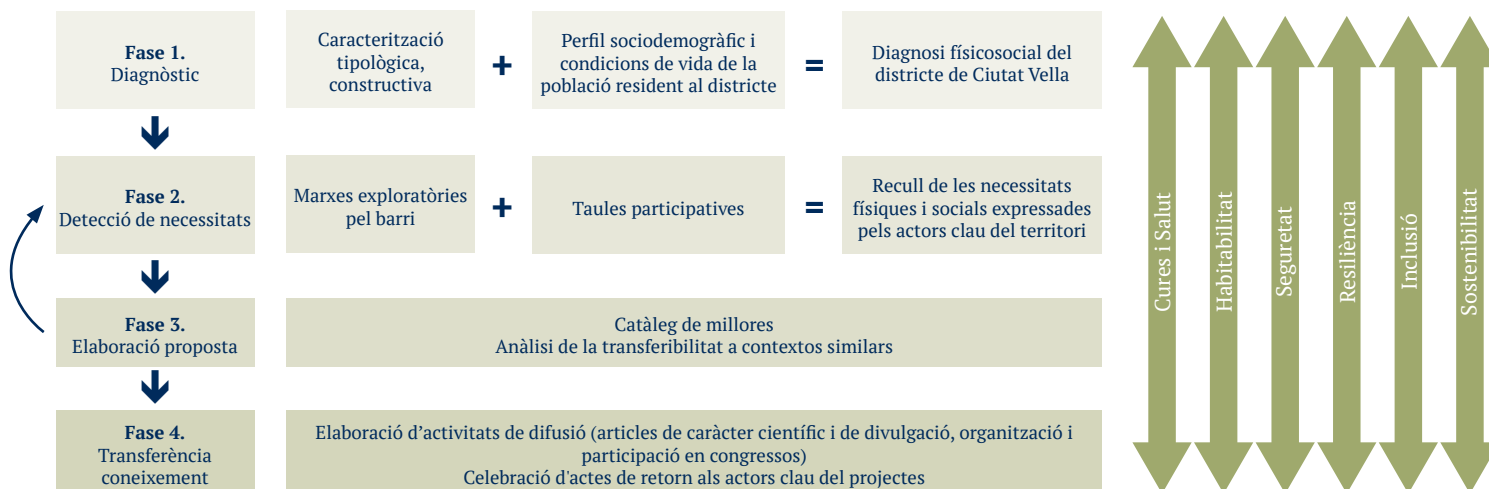 Fase 1.
Diagnòstic
Caracterització
tipològica,
constructiva
+
Perfil sociodemogràfic i
condicions de vida de la
població resident al districte
=
Diagnosi físicosocial del
districte de Ciutat Vella
Fase 2.
Detecció de necessitats
Marxes exploratòries
pel barri
+
Taules participatives
=
Recull de les necessitats
físiques i socials expressades
pels actors clau del territori
Fase 3.
Elaboració proposta
Catàleg de millores
Anàlisi de la transferibilitat a contextos similars
Fase 4.
Transferència
coneixement
Elaboració d’activitats de difusió (articles de caràcter científic i de divulgació, organització i
participació en congressos)
Celebració d'actes de retorn als actors clau del projectes
Cures i Salut
Habitabilitat
Seguretat
Resiliència
Inclusió
Sostenibilitat